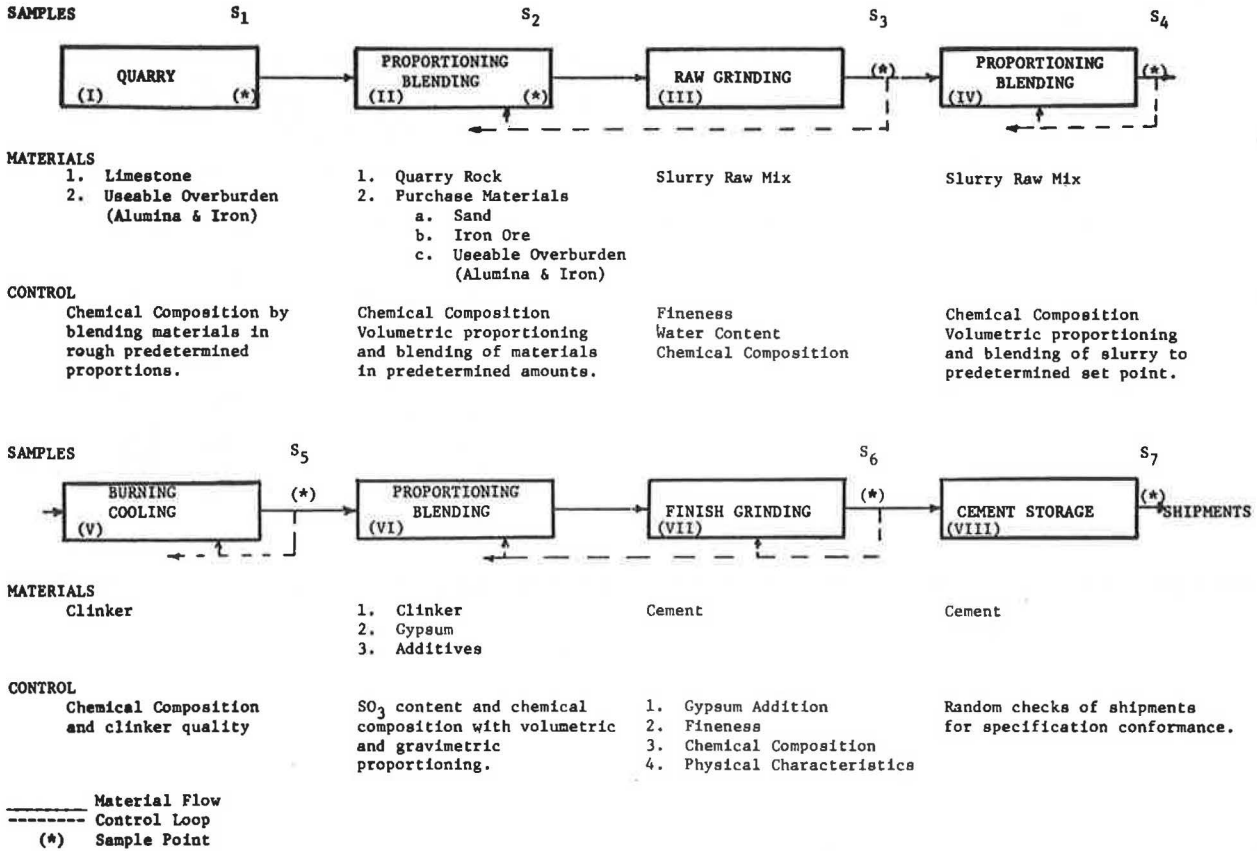 SAMPLES S1 S2 S3 S4
QUARRY
(I) (*)
PROPORTIONING
BLENDING
(II) (*)
RAW GRINDING
(III)
(*)
PROPORTIONING
BLENDING
(IV)
(*)
MATERIALS
1. Limestone
2. Useable Overburden
(Alumina & Iron)
1. Quarry Rock
2. Purchase Materials
a. Sand
b. Iron Ore
c. Useable Overburden
(Alumina & Iron)
Slurry Raw Mix
Slurry Raw Mix
CONTROL
Chemical Composition by
blending materials in
rough predetermined
proportions.
Chemical Composition
Volumetric proportioning
and blending of materials
in predetermined amounts.
Fineness
Water Content
Chemical Composition
Chemical Composition
Volumetric proportioning
and blending of slurry to
predetermined set point.
SAMPLES S5 S6 S7
BURNING
COOLING
(V)
(*)
PROPORTIONING
BLENDING
(VI)
FINISH GRINDING
(VII)
(*)
CEMENT STORAGE
(VIII)
(*)
SHIPMENTS
MATERIALS
Clinker
1. Clinker
2. Gypsum
3. Additives
Cement
Cement
CONTROL
Chemical Composition
and clinker quality
SO3 content and chemical
composition with volumetric
and gravimetric
proportioning.
1. Gypsum Addition
2. Fineness
3. Chemical Composition
4. Physical Characteristics
Random checks of shipments
for specification conformance.
Material Flow
Control Loop
(*) Sample Point